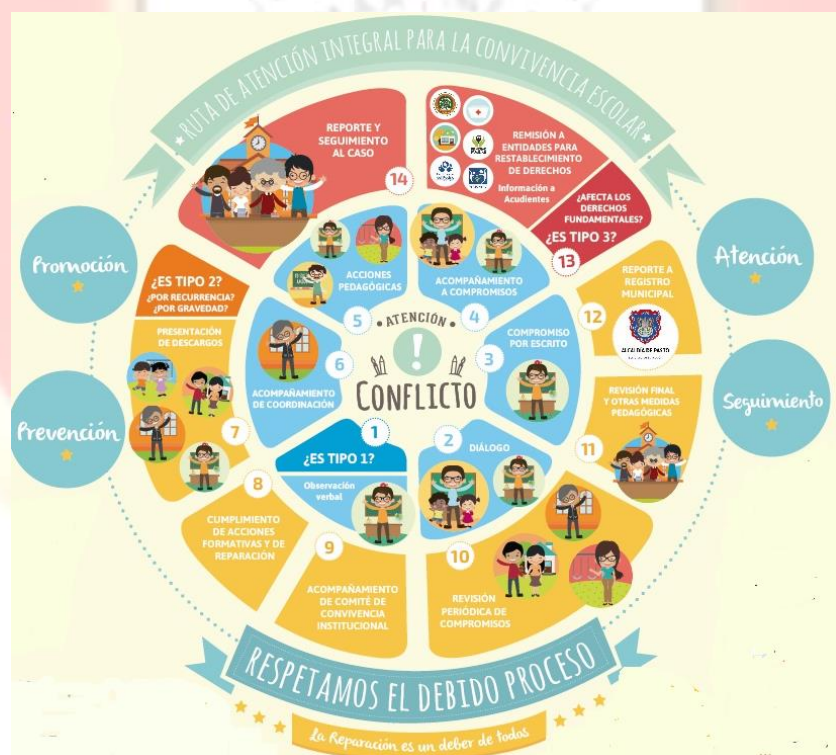 RUTA DE ATENCIÓN INTEGRAL PARA LA CONVIVENCIA ESCOLAR
Promoción
Prevención
Atención
Seguimiento
ATENCIÓN
!
CONFLICTO
1
¿ES TIPO 1?
Observación
verbal
2
DIÁLOGO
3
COMPROMISO
POR ESCRITO
4
ACOMPAÑAMIENTO
A COMPROMISOS
5
ACCIONES
PEDAGÓGICAS
6
ACOMPAÑAMIENTO
DE COORDINACIÓN
¿ES TIPO 2?
¿POR RECURRENCIA?
¿POR GRAVEDAD?
PRESENTACIÓN
DE DESCARGOS
7
8
CUMPLIMIENTO
DE ACCIONES
FORMATIVAS Y DE
REPARACIÓN
9
ACOMPAÑAMIENTO
DE COMITÉ DE
CONVIVENCIA
INSTITUCIONAL
10
REVISIÓN
PERIÓDICA DE
COMPROMISOS
11
REVISIÓN FINAL
Y OTRAS MEDIDAS
PEDAGÓGICAS
12
REPORTE A
REGISTRO
MUNICIPAL
ALCALDÍA DE PASTO
13
¿AFECTA LOS
DERECHOS
FUNDAMENTALES?
¿ES TIPO 3?
REMISIÓN A
ENTIDADES PARA
RESTABLECIMIENTO
DE DERECHOS
Información a
Acudientes
14
REPORTE Y
SEGUIMIENTO
AL CASO
RESPETAMOS EL DEBIDO PROCESO
La Reparación es un deber de todos